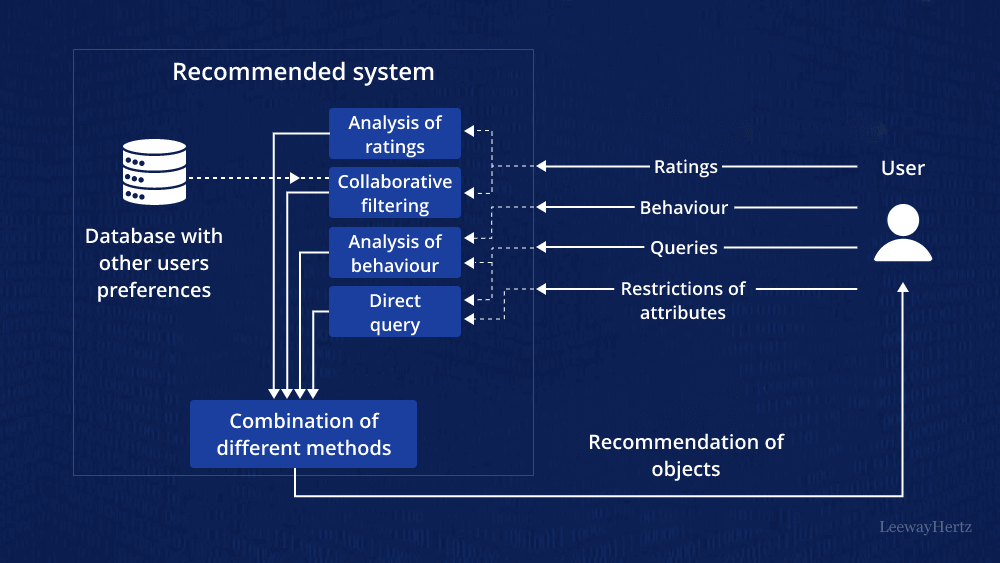 Recommended system
Analysis of
ratings
Collaborative
filtering
Analysis of
behaviour
Direct
query
Database with
other users
preferences
Combination of
different methods
Ratings
Behaviour
Queries
Restrictions of
attributes
User
Recommendation of
objects
LeewayHertz